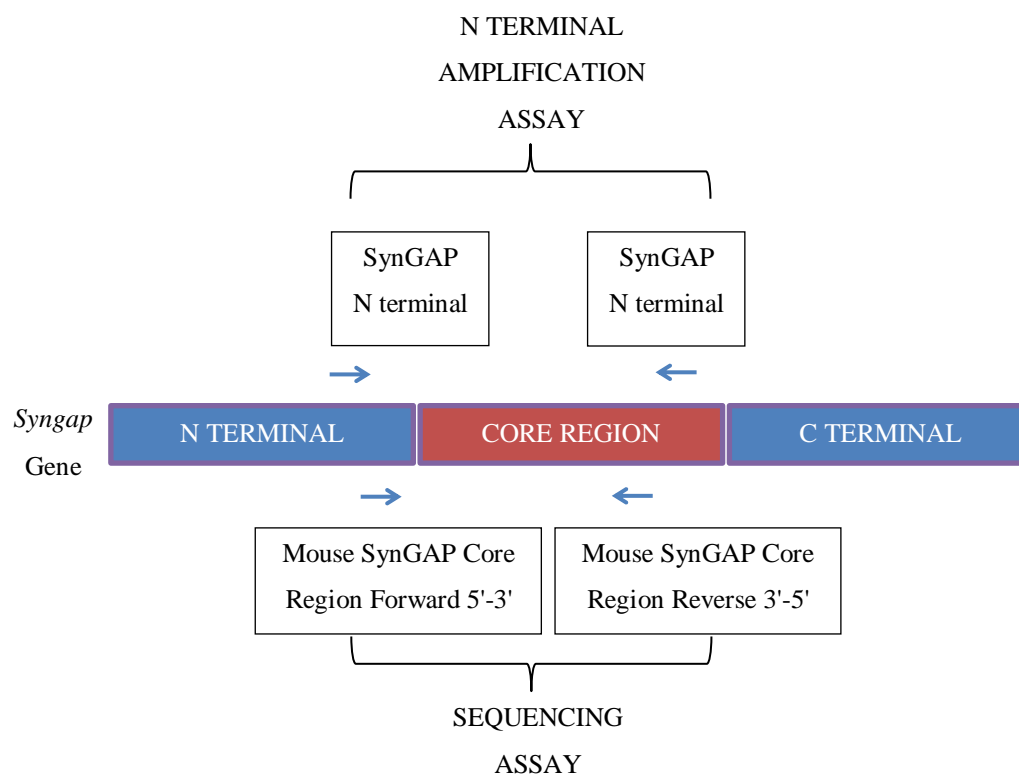 N TERMINAL
AMPLIFICATION
ASSAY
SynGAP
N terminal
SynGAP
N terminal
Syngap
Gene
N TERMINAL
CORE REGION
C TERMINAL
Mouse SynGAP Core
Region Forward 5'-3'
Mouse SynGAP Core
Region Reverse 3'-5'
SEQUENCING
ASSAY